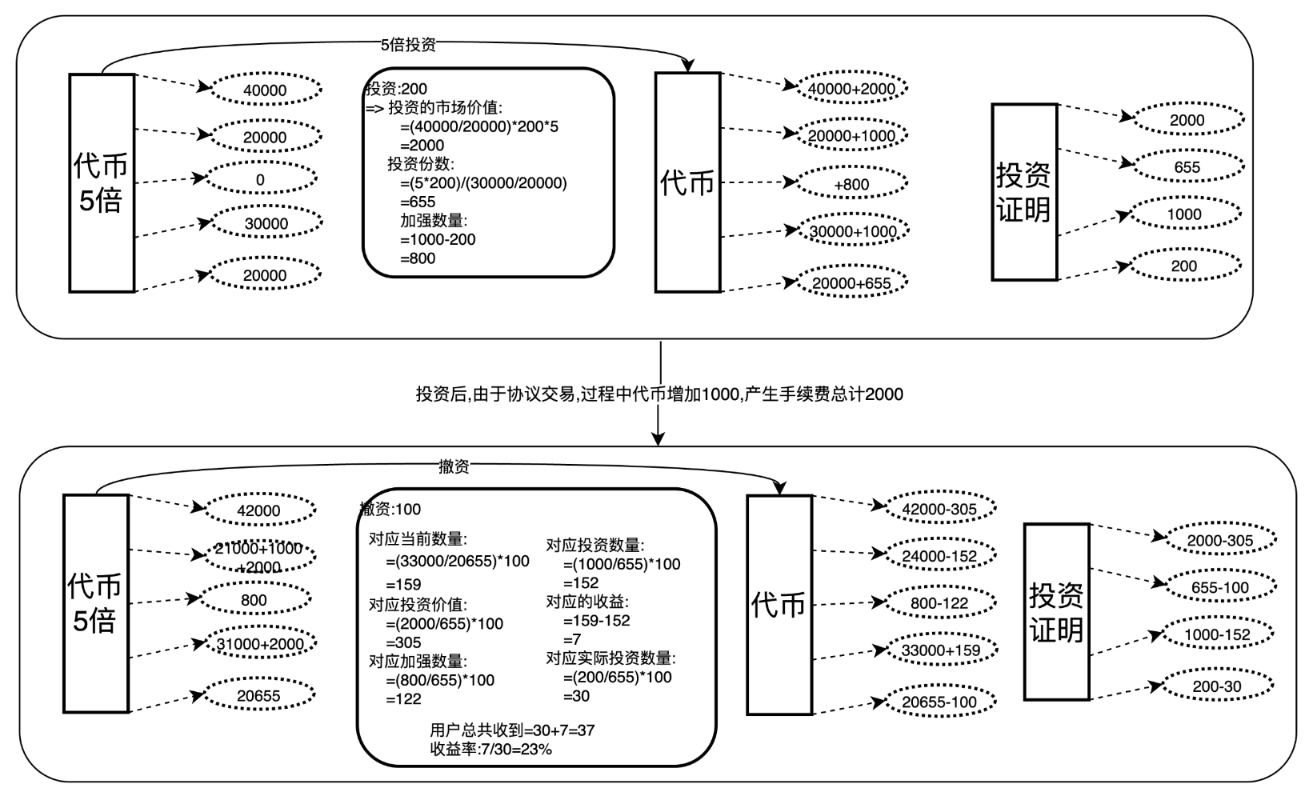 5倍投资
代币
5倍
40000
20000
0
30000
20000
投资:200
=> 投资的市场价值:
=(40000/20000)*200*5
=2000
投资份数:
=(5*200)/(30000/20000)
=655
加强数量:
=1000-200
=800
代币
40000+2000
20000+1000
+800
30000+1000
20000+655
投资
证明
2000
655
1000
200
投资后,由于协议交易,过程中代币增加1000,产生手续费总计2000
撤资
代币
5倍
42000
21000+1000
+2000
800
31000+2000
20655
撤资:100
对应当前数量:
=(33000/20655)*100
=159
对应投资价值:
=(2000/655)*100
=305
对应加强数量:
=(800/655)*100
=122
对应投资数量:
=(1000/655)*100
=152
对应的收益:
=159-152
=7
对应实际投资数量:
=(200/655)*100
=30
用户总共收到=30+7=37
收益率:7/30=23%
代币
42000-305
24000-152
800-122
33000+159
20655-100
投资
证明
2000-305
655-100
1000-152
200-30